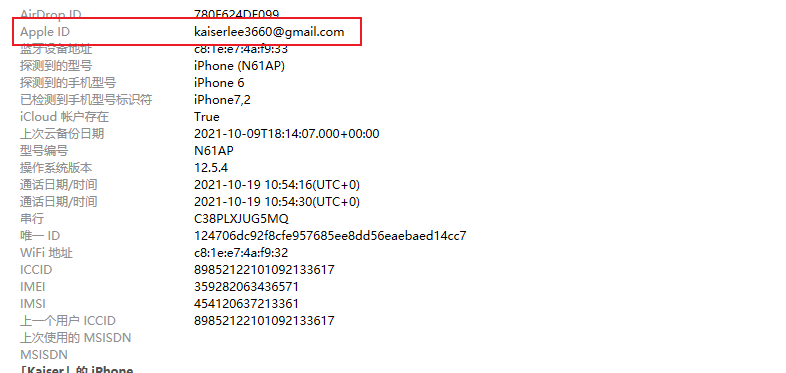 AirDrop ID 780F624DF099
Apple ID kaiserlee3660@gmail.com
蓝牙设备地址 c8:1e:e7:4a:f9:33
探测到的型号 iPhone (N61AP)
探测到的手机型号 iPhone 6
已检测到手机型号标识符 iPhone7,2
iCloud 帐户存在 True
上次云备份日期 2021-10-09T18:14:07.000+00:00
型号编号 N61AP
操作系统版本 12.5.4
通话日期/时间 2021-10-19 10:54:16(UTC+0)
通话日期/时间 2021-10-19 10:54:30(UTC+0)
串行 C38PLXJUG5MQ
唯一 ID 124706dc92f8cfe957685ee8dd56eaebaed14cc7
WiFi 地址 c8:1e:e7:4a:f9:32
ICCID 89852122101092133617
IMEI 359282063436571
IMSI 454120637213361
上一个用户 ICCID 89852122101092133617
上次使用的 MSISDN
MSISDN
「Kaiser」的 iPhone